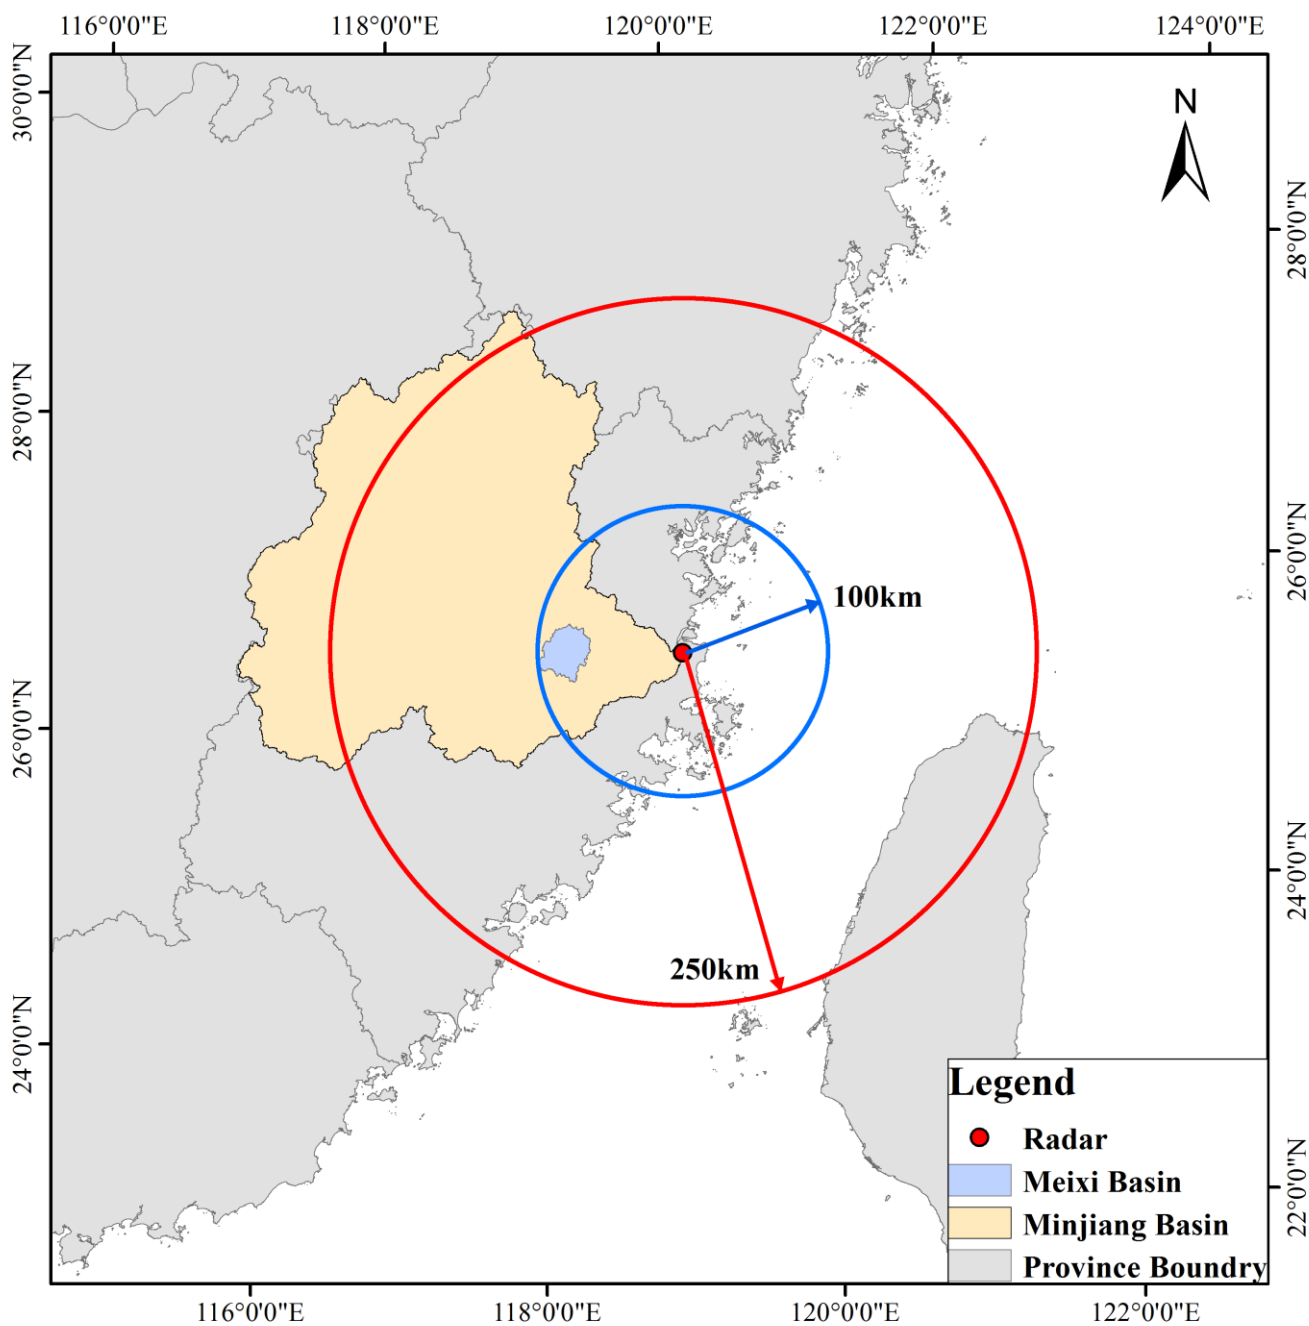 116°0'0"E 118°0'0"E 120°0'0"E 122°0'0"E 124°0'0"E
30°0'0"N
28°0'0"N
26°0'0"N
24°0'0"N
N
28°0'0"N
26°0'0"N
24°0'0"N
22°0'0"N
100km
250km
Legend
Radar
Meixi Basin
Minjiang Basin
Province Boundry
116°0'0"E 118°0'0"E 120°0'0"E 122°0'0"E